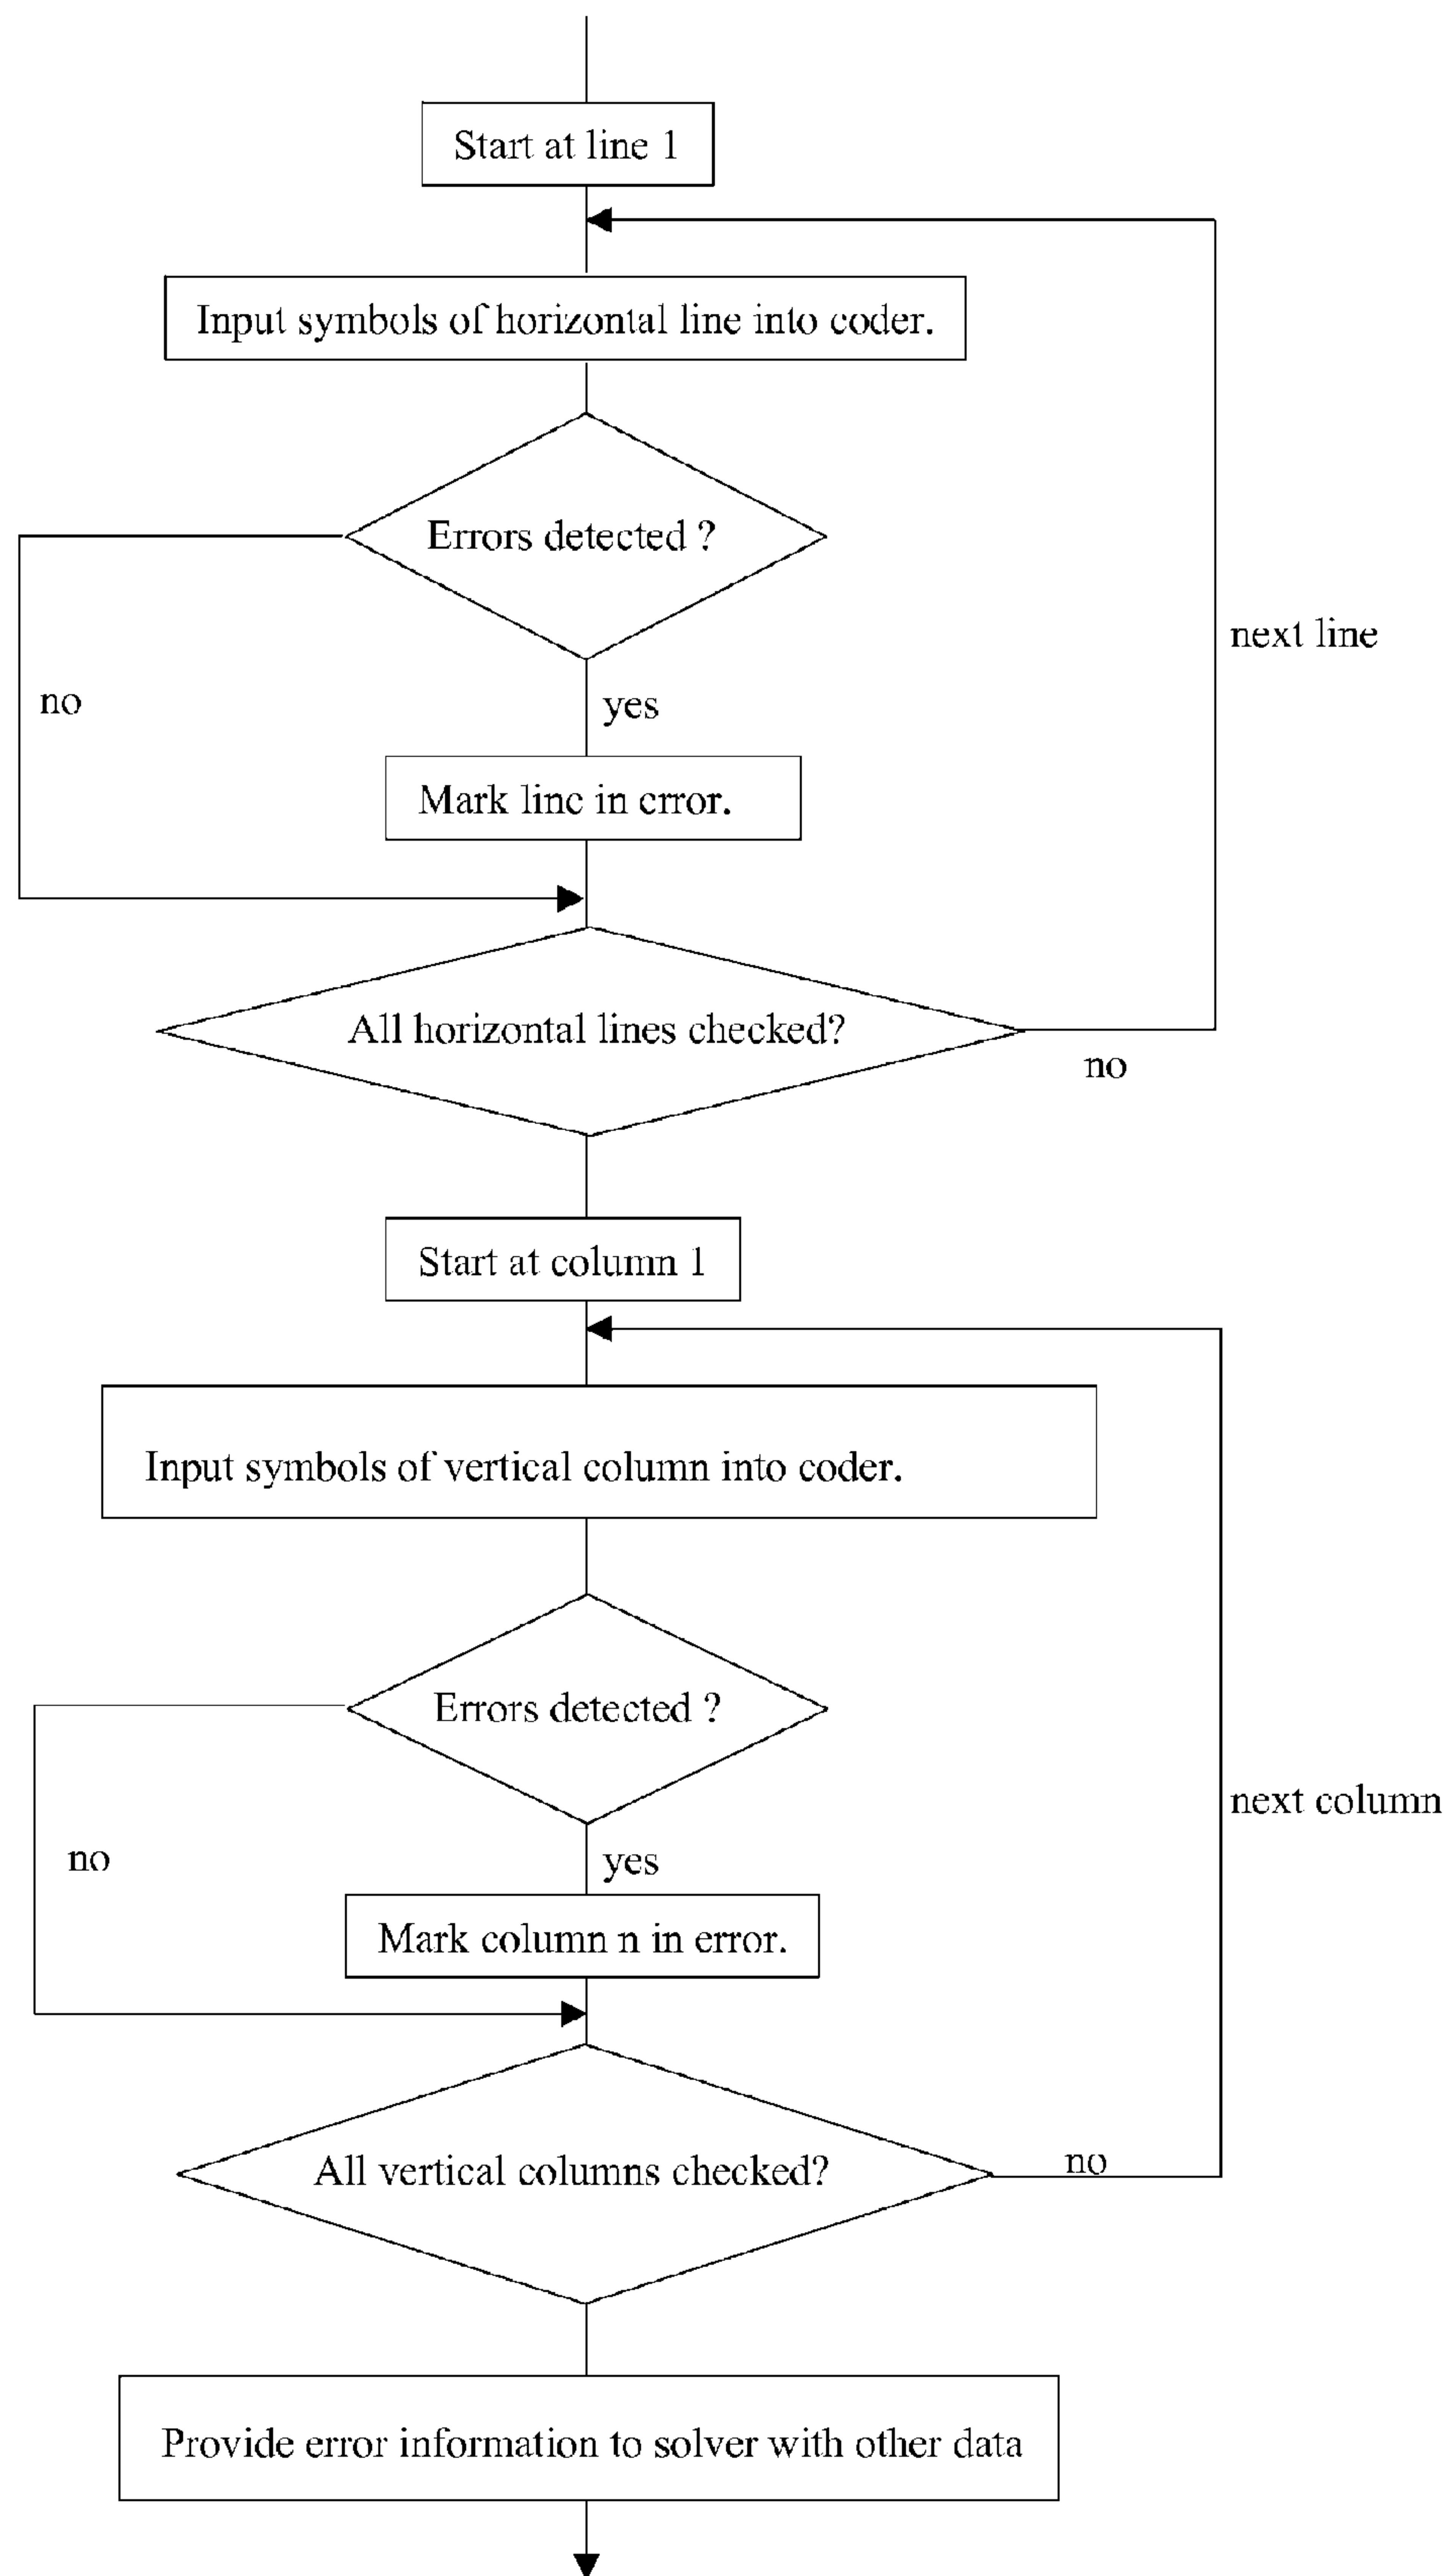 Start at line 1
Input symbols of horizontal line into coder.
Errors detected ?
next line
no
yes
Mark line in error.
All horizontal lines checked?
no
Start at column 1
Input symbols of vertical column into coder.
Errors detected ?
next column
no
yes
Mark column n in error.
All vertical columns checked?
no
Provide error information to solver with other data